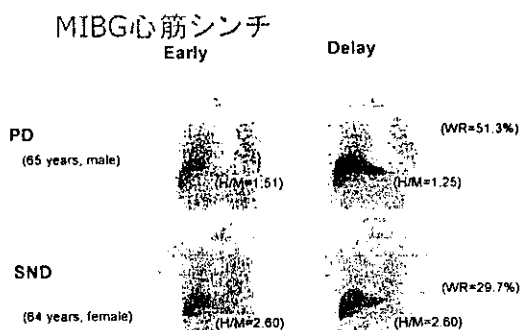 MIBG心筋シンチ
Early
Delay
PD
(65 years, male)
(H/M=1.51)
(H/M=1.25)
(WR=51.3%)
SND
(64 years, female)
(H/M=2.60)
(H/M=2.60)
(WR=29.7%)